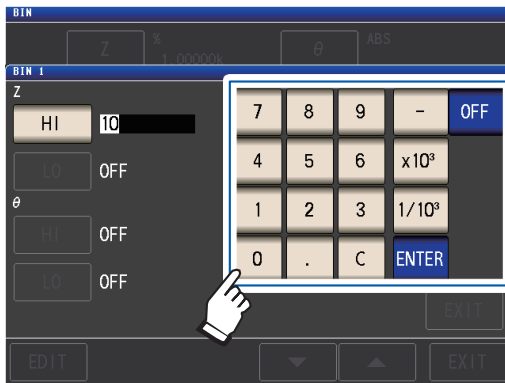 BIN
Z % θ ABS
1.00000k
BIN 1
Z
HI 10
LO OFF
θ
HI OFF
LO OFF
7 8 9 - OFF
4 5 6 x10³
1 2 3 1/10³
0 . C ENTER
EXIT
EDIT ▼ ▲ EXIT